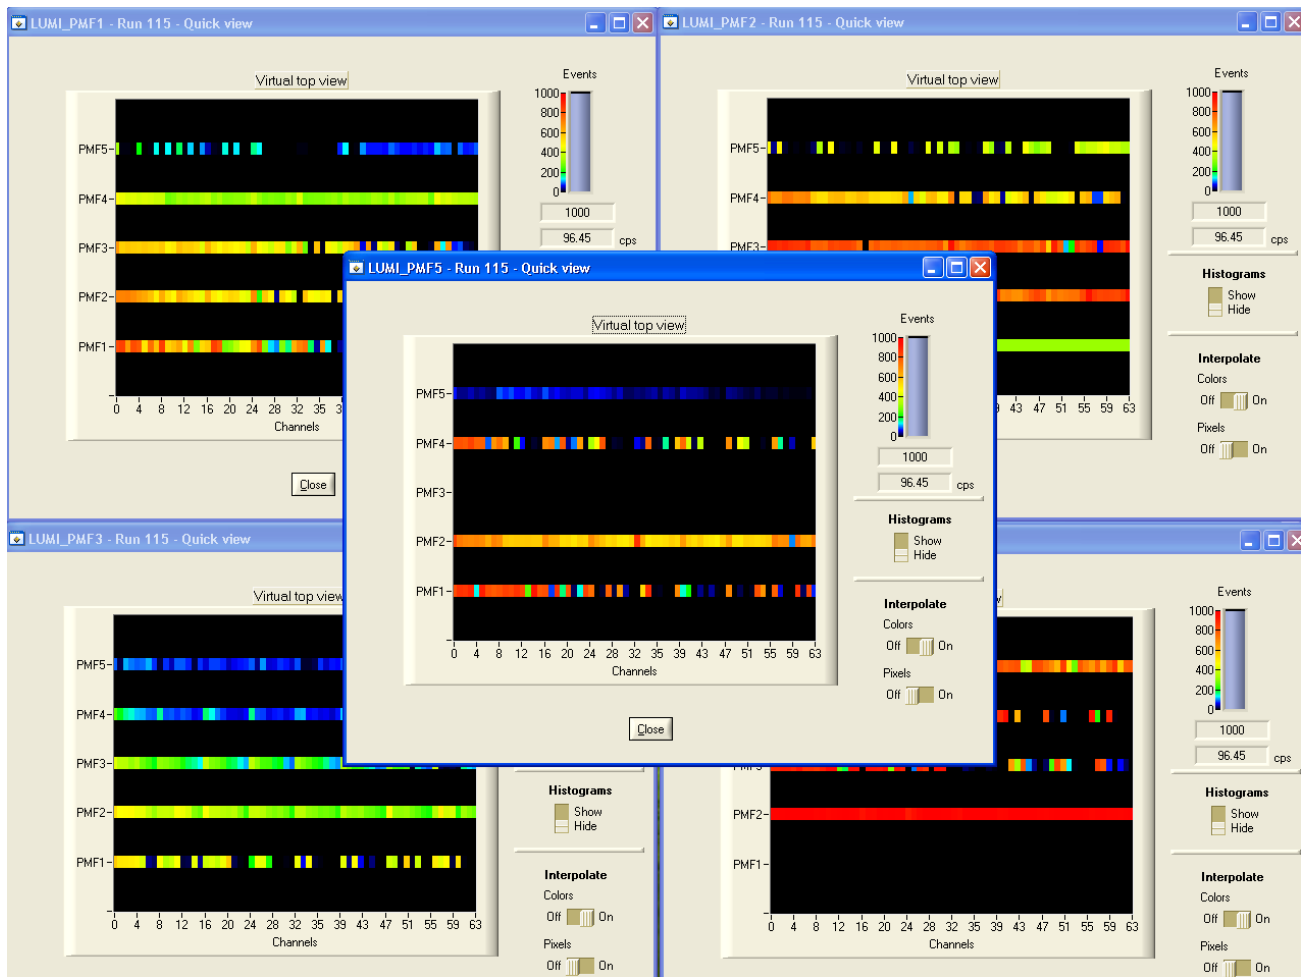 LUMI_PMF1 - Run 115 - Quick view
Virtual top view
Events
1000
800
600
400
200
0
1000
96.45 cps
PMF5
PMF4
PMF3
PMF2
PMF1
0 4 8 12 16 20 24 28 32 35
Channels
Close
LUMI_PMF2 - Run 115 - Quick view
Virtual top view
Events
1000
800
600
400
200
0
1000
96.45 cps
PMF5
PMF4
PMF3
43 47 51 55 59 63
Channels
Histograms
Show
Hide
Interpolate
Colors
Off On
Pixels
Off On
LUMI_PMF5 - Run 115 - Quick view
Virtual top view
Events
1000
800
600
400
200
0
1000
96.45 cps
PMF5
PMF4
PMF3
PMF2
PMF1
0 4 8 12 16 20 24 28 32 35 39 43 47 51 55 59 63
Channels
Histograms
Show
Hide
Interpolate
Colors
Off On
Pixels
Off On
Close
LUMI_PMF3 - Run 115 - Quick view
Virtual top view
PMF5
PMF4
PMF3
PMF2
PMF1
0 4 8 12 16 20 24 28 32 35 39 43 47 51 55 59 63
Channels
Histograms
Show
Hide
Interpolate
Colors
Off On
Pixels
Off On
Events
1000
800
600
400
200
0
1000
96.45 cps
PMF2
PMF1
0 4 8 12 16 20 24 28 32 35 39 43 47 51 55 59 63
Channels
Histograms
Show
Hide
Interpolate
Colors
Off On
Pixels
Off On